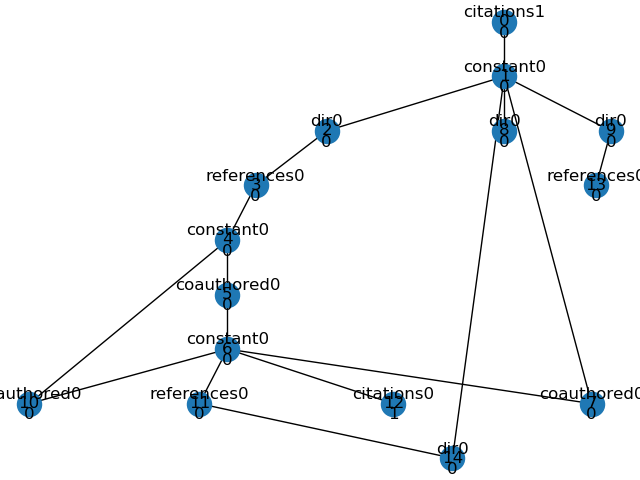 citations1
0
0
constant0
1
0
dir0
2
0
dir0
8
0
dir0
9
0
references0
3
0
references0
13
0
constant0
4
0
coauthored0
5
0
constant0
6
0
authored0
10
0
references0
11
0
citations0
12
1
coauthored0
7
0
dir0
14
0